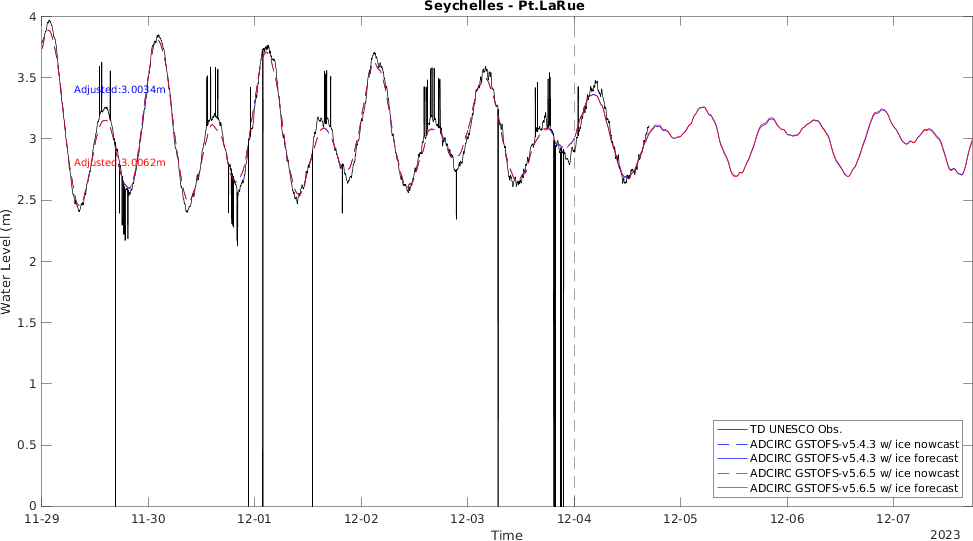 Seychelles - Pt.LaRue
4
3.5
3
2.5
2
1.5
1
0.5
0
Water Level (m)
Adjusted:3.0034m
Adjusted:3.0062m
TD UNESCO Obs.
ADCIRC GSTOFS-v5.4.3 w/ ice nowcast
ADCIRC GSTOFS-v5.4.3 w/ ice forecast
ADCIRC GSTOFS-v5.6.5 w/ ice nowcast
ADCIRC GSTOFS-v5.6.5 w/ ice forecast
11-29 11-30 12-01 12-02 12-03 12-04 12-05 12-06 12-07
Time
2023